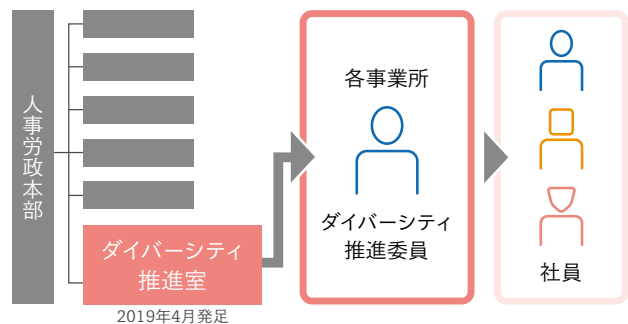 人事労政本部
ダイバーシティ
推進室
2019年4月発足
各事業所
ダイバーシティ
推進委員
社員